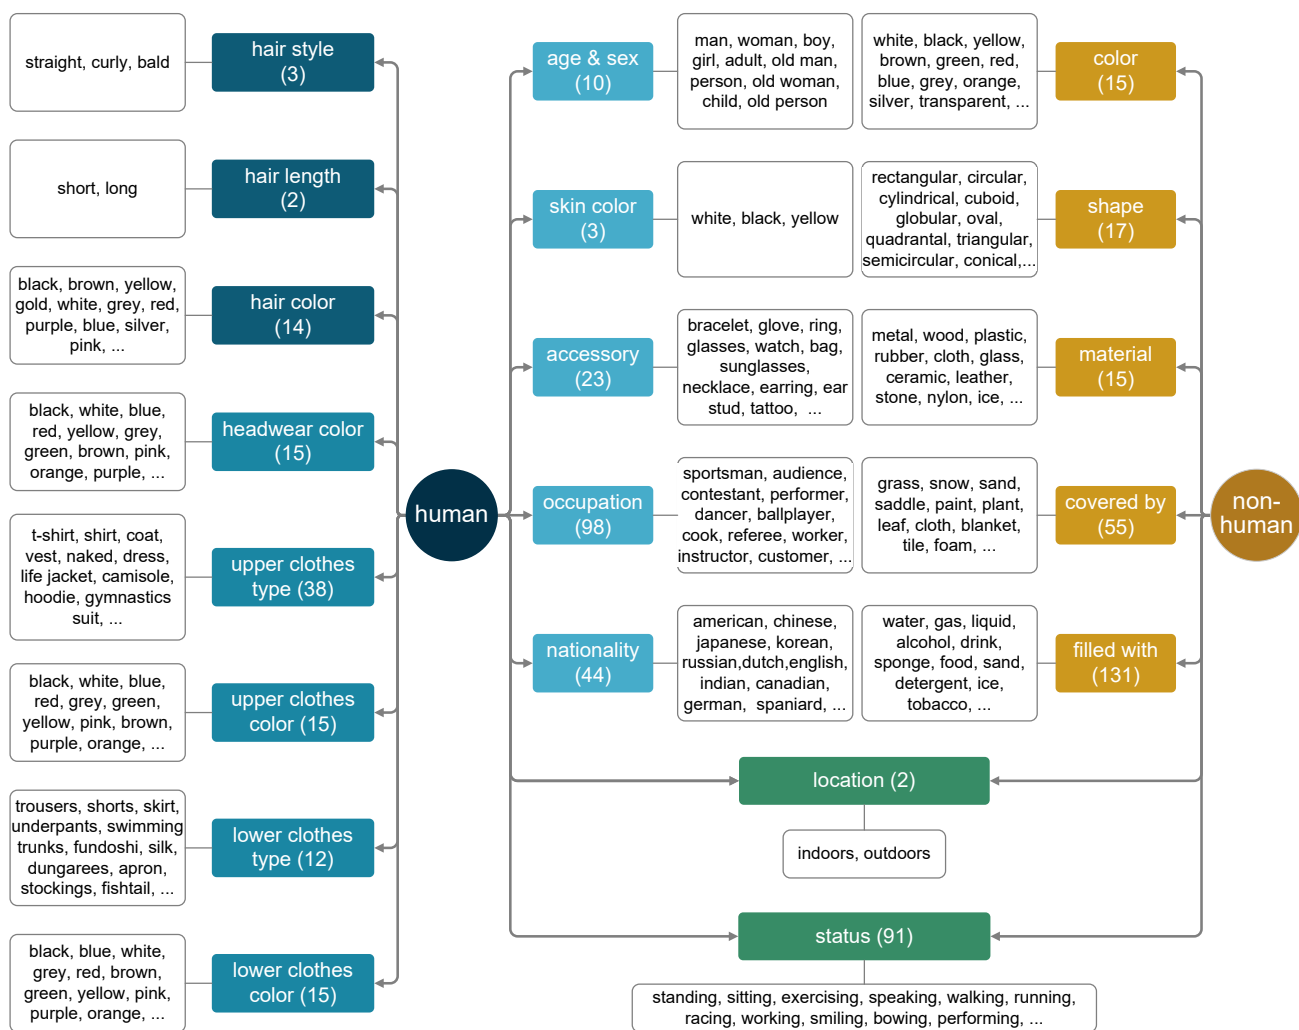 straight, curly, bald
hair style
(3)
short, long
hair length
(2)
black, brown, yellow,
gold, white, grey, red,
purple, blue, silver,
pink, ...
hair color
(14)
black, white, blue,
red, yellow, grey,
green, brown, pink,
orange, purple, ...
headwear color
(15)
t-shirt, shirt, coat,
vest, naked, dress,
life jacket, camisole,
hoodie, gymnastics
suit, ...
upper clothes
type (38)
black, white, blue,
red, grey, green,
yellow, pink, brown,
purple, orange, ...
upper clothes
color (15)
trousers, shorts, skirt,
underpants, swimming
trunks, fundoshi, silk,
dungarees, apron,
stockings, fishtail, ...
lower clothes
type (12)
black, blue, white,
grey, red, brown,
green, yellow, pink,
purple, orange, ...
lower clothes
color (15)
human
age & sex
(10)
man, woman, boy,
girl, adult, old man,
person, old woman,
child, old person
skin color
(3)
white, black, yellow
accessory
(23)
bracelet, glove, ring,
glasses, watch, bag,
sunglasses,
necklace, earring, ear
stud, tattoo, ...
occupation
(98)
sportsman, audience,
contestant, performer,
dancer, ballplayer,
cook, referee, worker,
instructor, customer, ...
nationality
(44)
american, chinese,
japanese, korean,
russian,dutch,english,
indian, canadian,
german, spaniard, ...
white, black, yellow,
brown, green, red,
blue, grey, orange,
silver, transparent, ...
color
(15)
rectangular, circular,
cylindrical, cuboid,
globular, oval,
quadrantal, triangular,
semicircular, conical,...
shape
(17)
metal, wood, plastic,
rubber, cloth, glass,
ceramic, leather,
stone, nylon, ice, ...
material
(15)
grass, snow, sand,
saddle, paint, plant,
leaf, cloth, blanket,
tile, foam, ...
covered by
(55)
water, gas, liquid,
alcohol, drink,
sponge, food, sand,
detergent, ice,
tobacco, ...
filled with
(131)
non-
human
location (2)
indoors, outdoors
status (91)
standing, sitting, exercising, speaking, walking, running,
racing, working, smiling, bowing, performing, ...